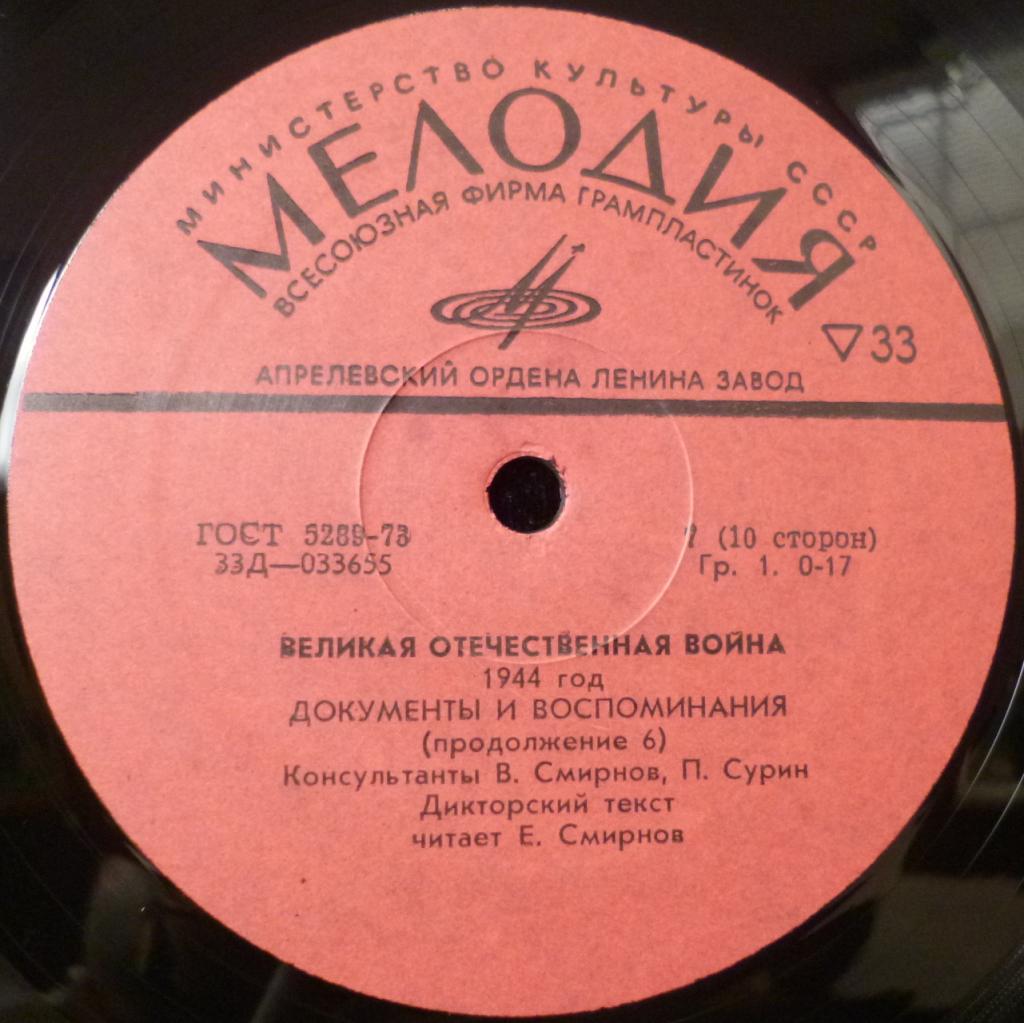 МИНИСТЕРСТВО КУЛЬТУРЫ СССР
МЕЛОДИЯ
ВСЕСОЮЗНАЯ ФИРМА ГРАМПЛАСТИНОК
▽33
АПРЕЛЕВСКИЙ ОРДЕНА ЛЕНИНА ЗАВОД
ГОСТ 5289-73
33Д—033655
(10 сторон)
Гр. 1. 0-17
ВЕЛИКАЯ ОТЕЧЕСТВЕННАЯ ВОЙНА
1944 год
ДОКУМЕНТЫ И ВОСПОМИНАНИЯ
(продолжение 6)
Консультанты В. Смирнов, П. Сурин
Дикторский текст
читает Е. Смирнов